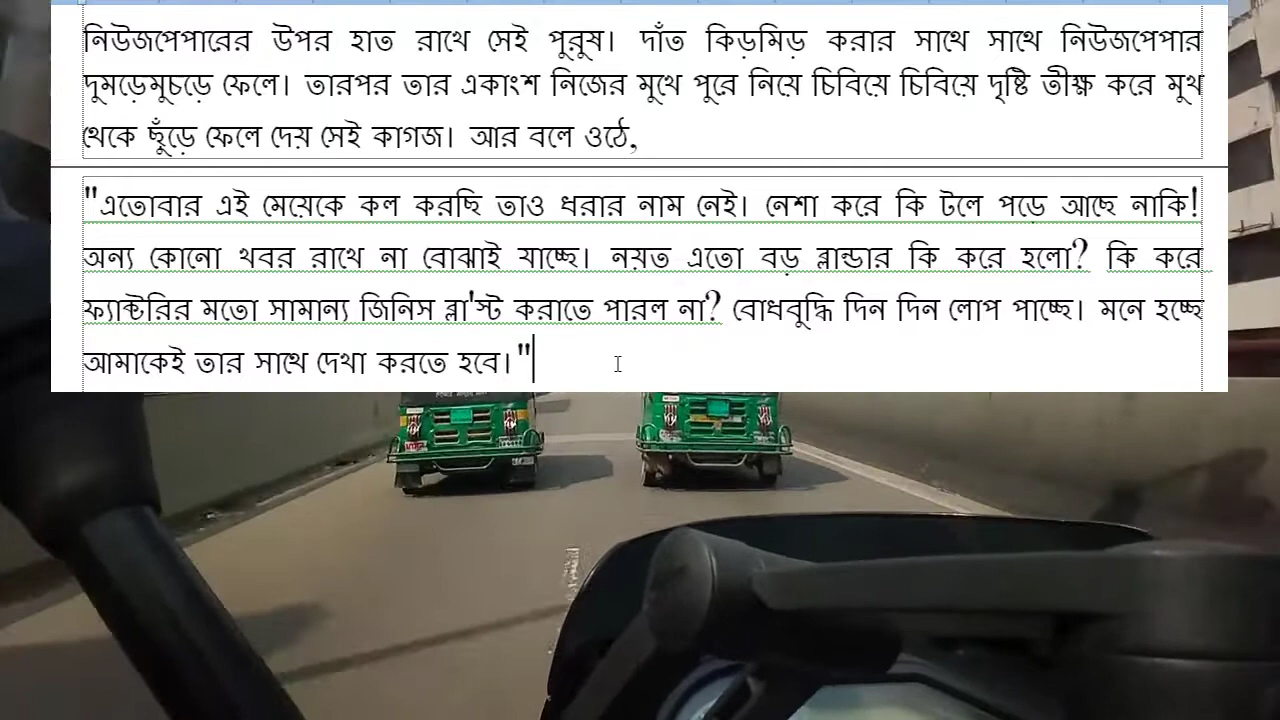 নিউজপেপারের উপর হাত রাখে সেই পুরুষ। দাঁত কিড়মিড় করার সাথে সাথে নিউজপেপার
দুমড়েমুচড়ে ফেলে। তারপর তার একাংশ নিজের মুখে পুরে নিয়ে চিবিয়ে চিবিয়ে দৃষ্টি তীক্ষ্ণ করে মুখ
থেকে ছুঁড়ে ফেলে দেয় সেই কাগজ। আর বলে ওঠে,
"এতোবার এই মেয়েকে কল করছি তাও ধরার নাম নেই। নেশা করে কি টলে পড়ে আছে নাকি!
অন্য কোনো খবর রাখে না বোঝাই যাচ্ছে। নয়ত এতো বড় ব্লান্ডার কি করে হলো? কি করে
ফ্যাক্টরির মতো সামান্য জিনিস ব্লা'স্ট করাতে পারল না? বোধবুদ্ধি দিন দিন লোপ পাচ্ছে। মনে হচ্ছে
আমাকেই তার সাথে দেখা করতে হবে।"